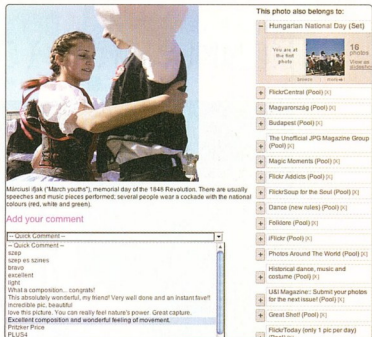 This photo also belongs to:
− Hungarian National Day (Set)
You are at
the first
photo
16
photos
View as
slideshow
browse
+ FlickrCentral (Pool) [X]
+ Magyarország (Pool) [X]
+ Budapest (Pool) [X]
+ The Unofficial JPG Magazine Group
(Pool) [X]
+ Magic Moments (Pool) [X]
+ Flickr Addicts (Pool) [X]
+ FlickrSoup for the Soul (Pool) [X]
+ Dance (new rules) (Pool) [X]
+ Folklore (Pool) [X]
+ iFlickr (Pool) [X]
+ Photos Around The World (Pool) [X]
+ Historical dance, music and
costume (Pool) [X]
+ U&I Magazine:: Submit your photos
for the next issue! (Pool) [X]
+ Great Shot! (Pool) [X]
+ FlickrToday (only 1 pic per day)
(Pool) [X]
Márciusi ifjak ("March youths"), memorial day of the 1848 Revolution. There are usually
speeches and music pieces performed; several people wear a cockade with the national
colours (red, white and green).
Add your comment
-- Quick Comment --
-- Quick Comment --
szep
szep es szines
bravo
excellent
light
What a composition... congrats!
This absolutely wonderful, my friend! Very well done and an instant fave!!
incredible pic, beautiful
love this picture. You can really feel nature's power. Great capture.
Excellent composition and wonderful feeling of movement.
Pritzker Price
PLUS4